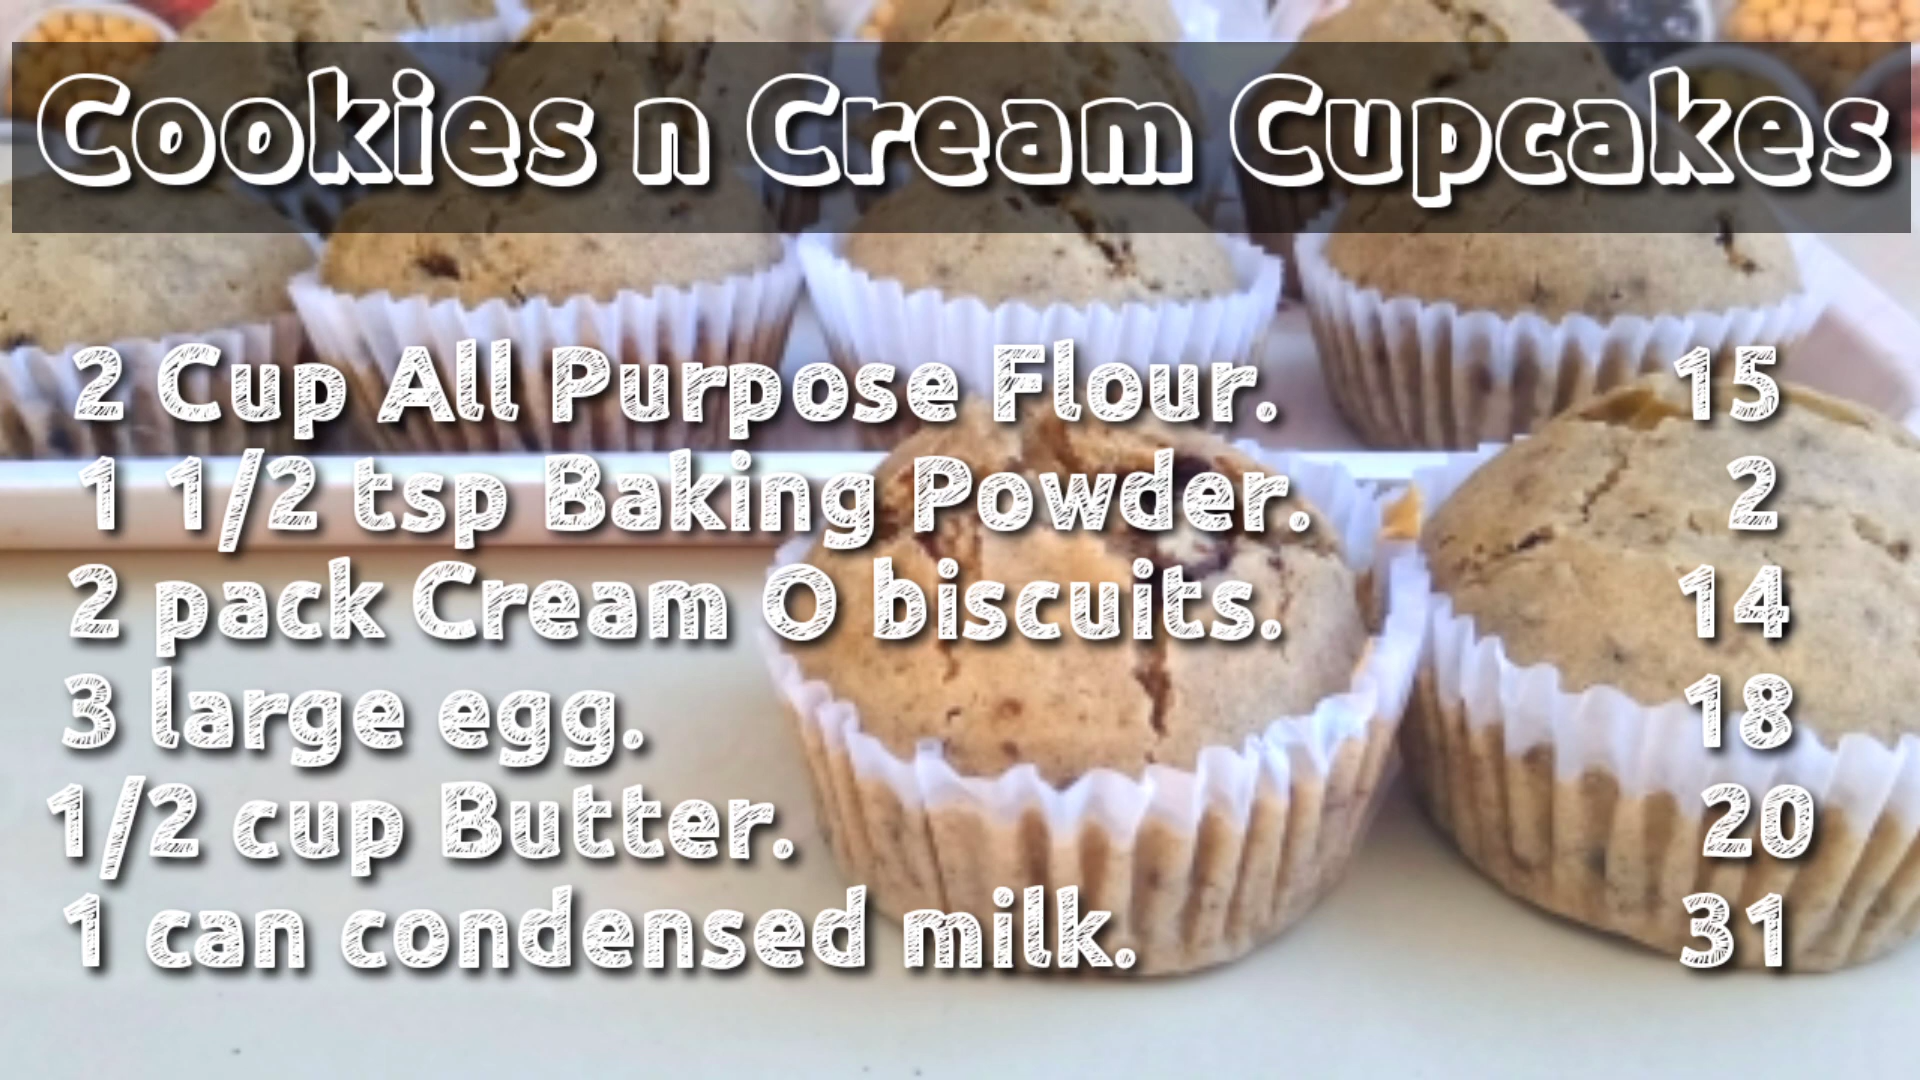 Cookies n Cream Cupcakes
2 Cup All Purpose Flour. 15
1 1/2 tsp Baking Powder. 2
2 pack Cream O biscuits. 14
3 large egg. 18
1/2 cup Butter. 20
1 can condensed milk. 31